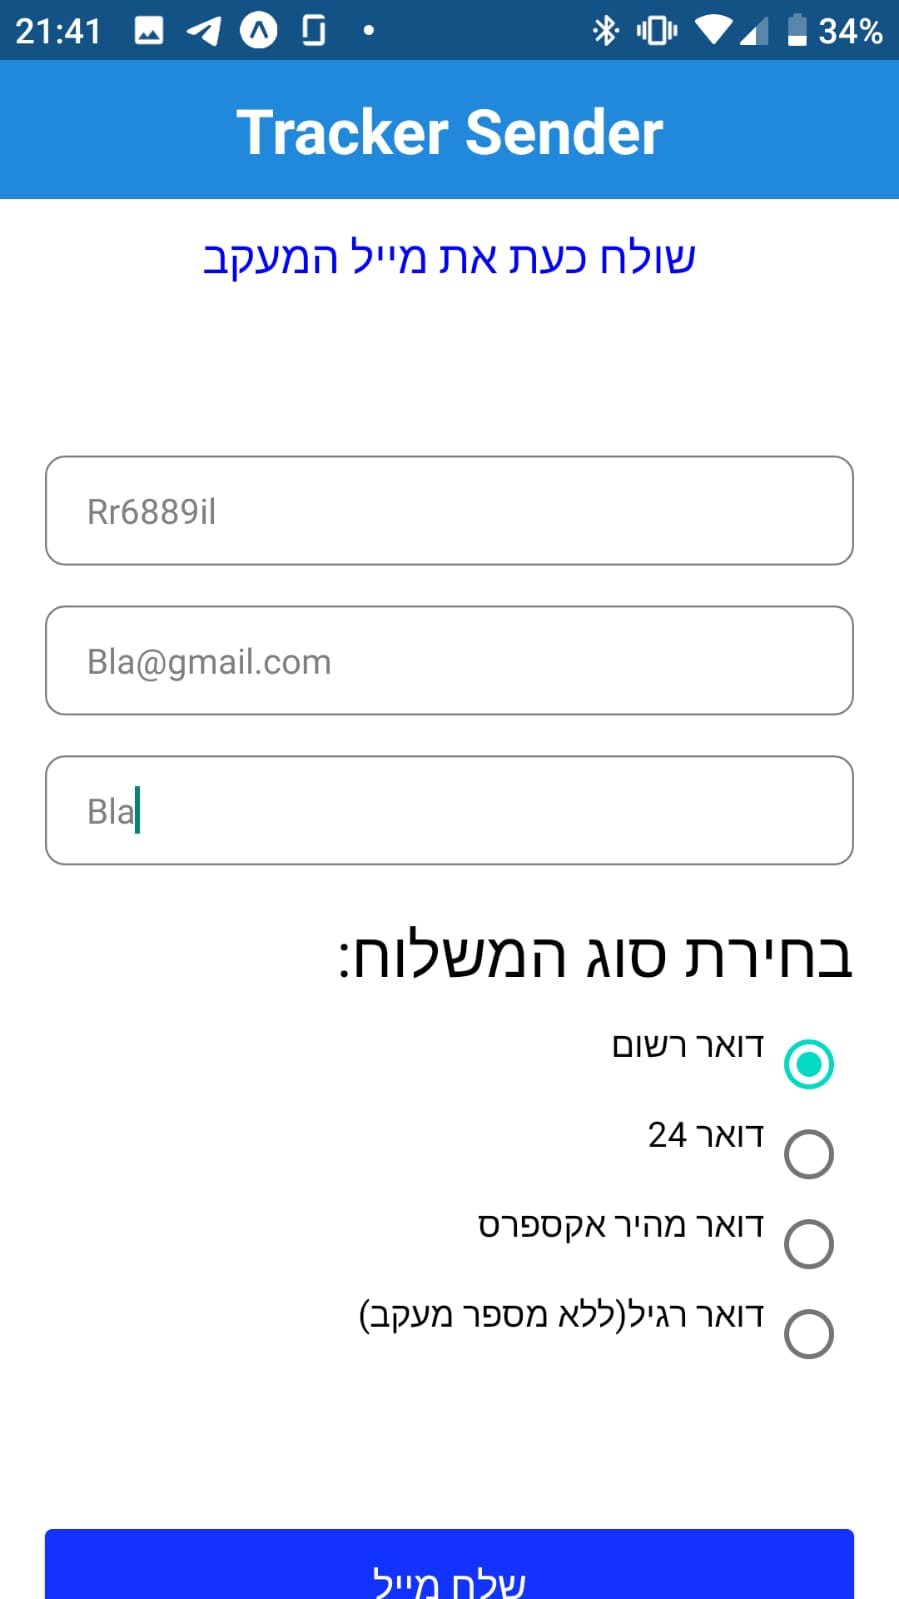 21:41 34%
Tracker Sender
שולח כעת את מייל המעקב
Rr6889il
Bla@gmail.com
Bla
בחירת סוג המשלוח:
דואר רשום
דואר 24
דואר מהיר אקספרס
דואר רגיל(ללא מספר מעקב)
שלח מייל